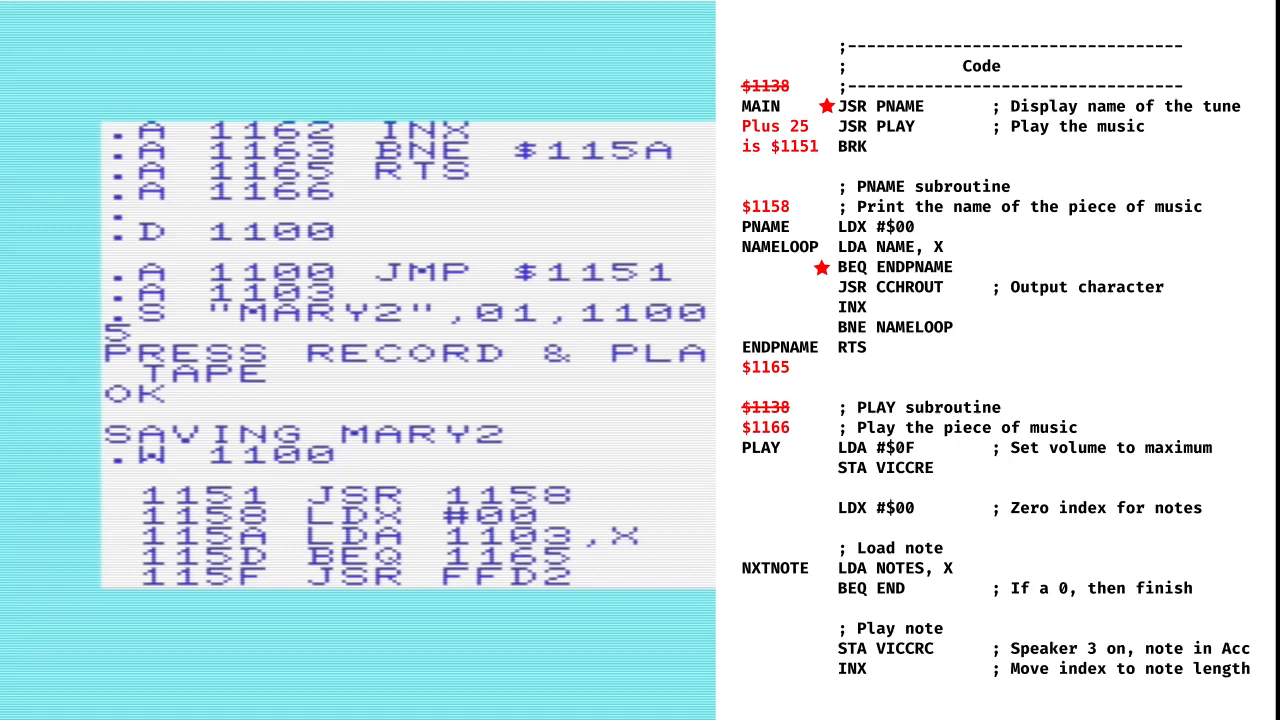 .A 1162 INX
.A 1163 BNE $115A
.A 1165 RTS
.A 1166
.
.D 1100
.A 1100 JMP $1151
.A 1103
.S "MARY2",01,1100
5
PRESS RECORD & PLA
TAPE
OK
SAVING MARY2
.W 1100
1151 JSR 1158
1158 LDX #00
115A LDA 1103,X
115D BEQ 1165
115F JSR FFD2
;-----------------------------------
; Code
$1138 ;-----------------------------------
MAIN ★ JSR PNAME ; Display name of the tune
Plus 25 JSR PLAY ; Play the music
is $1151 BRK
; PNAME subroutine
$1158 ; Print the name of the piece of music
PNAME LDX #$00
NAMELOOP LDA NAME, X
★ BEQ ENDPNAME
JSR CCHROUT ; Output character
INX
BNE NAMELOOP
ENDPNAME RTS
$1165
$1138 ; PLAY subroutine
$1166 ; Play the piece of music
PLAY LDA #$0F ; Set volume to maximum
STA VICCRE
LDX #$00 ; Zero index for notes
; Load note
NXTNOTE LDA NOTES, X
BEQ END ; If a 0, then finish
; Play note
STA VICCRC ; Speaker 3 on, note in Acc
INX ; Move index to note length